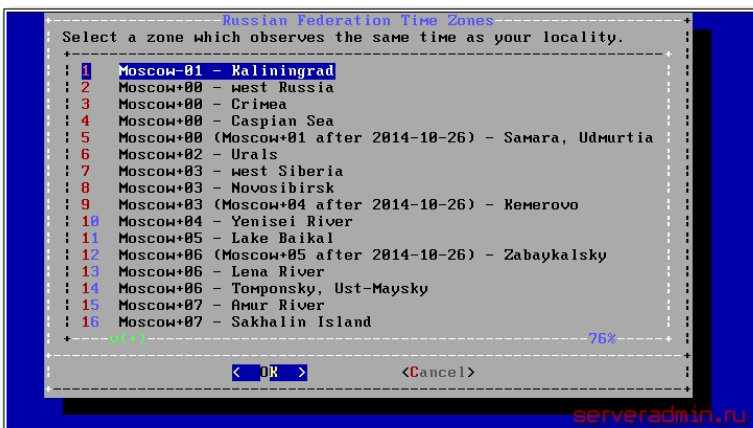 Russian Federation Time Zones
Select a zone which observes the same time as your locality.
1 Moscow-01 - Kaliningrad
2 Moscow+00 - west Russia
3 Moscow+00 - Crimea
4 Moscow+00 - Caspian Sea
5 Moscow+00 (Moscow+01 after 2014-10-26) - Samara, Udmurtia
6 Moscow+02 - Urals
7 Moscow+03 - west Siberia
8 Moscow+03 - Novosibirsk
9 Moscow+03 (Moscow+04 after 2014-10-26) - Kemerovo
10 Moscow+04 - Yenisei River
11 Moscow+05 - Lake Baikal
12 Moscow+06 (Moscow+05 after 2014-10-26) - Zabaykalsky
13 Moscow+06 - Lena River
14 Moscow+06 - Tomponsky, Ust-Maysky
15 Moscow+07 - Amur River
16 Moscow+07 - Sakhalin Island
v(+) 76%
< OK > <Cancel>
serveradmin.ru